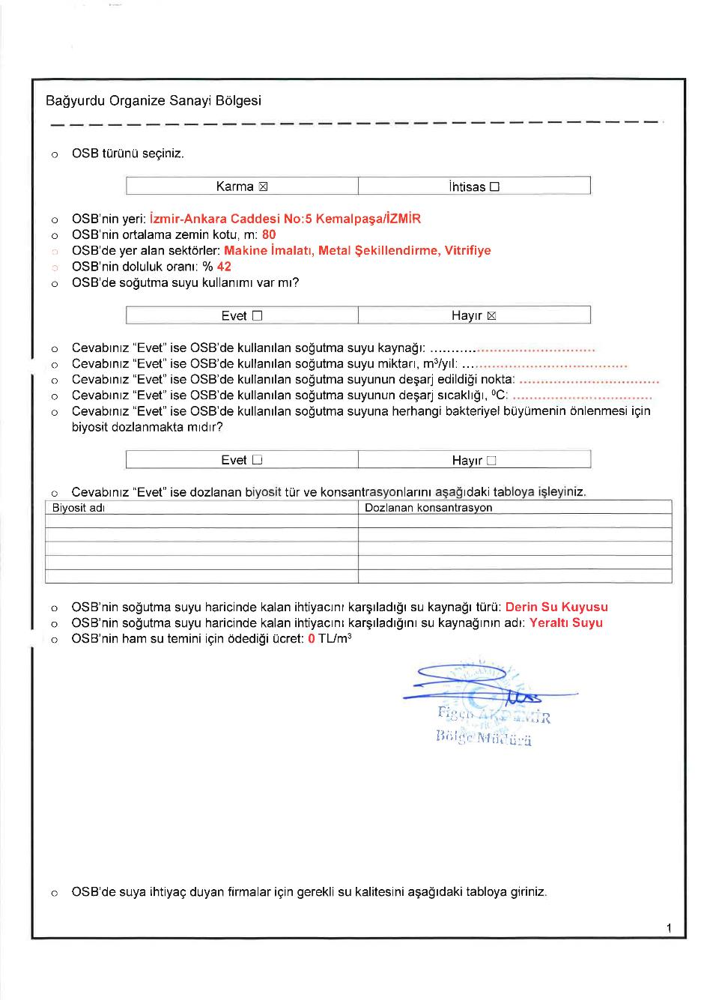 Bağyurdu Organize Sanayi Bölgesi
o OSB türünü seçiniz.
Karma ☒ İhtisas ☐
o OSB'nin yeri: İzmir-Ankara Caddesi No:5 Kemalpaşa/İZMİR
o OSB'nin ortalama zemin kotu, m: 80
o OSB'de yer alan sektörler: Makine İmalatı, Metal Şekillendirme, Vitrifiye
o OSB'nin doluluk oranı: % 42
o OSB'de soğutma suyu kullanımı var mı?
Evet ☐ Hayır ☒
o Cevabınız "Evet" ise OSB'de kullanılan soğutma suyu kaynağı: ......................................
o Cevabınız "Evet" ise OSB'de kullanılan soğutma suyu miktarı, m³/yıl: ......................................
o Cevabınız "Evet" ise OSB'de kullanılan soğutma suyunun deşarj edildiği nokta: ................................
o Cevabınız "Evet" ise OSB'de kullanılan soğutma suyunun deşarj sıcaklığı, ⁰C: ................................
o Cevabınız "Evet" ise OSB'de kullanılan soğutma suyuna herhangi bakteriyel büyümenin önlenmesi için
biyosit dozlanmakta mıdır?
Evet ☐ Hayır ☐
o Cevabınız "Evet" ise dozlanan biyosit tür ve konsantrasyonlarını aşağıdaki tabloya işleyiniz.
Biyosit adı Dozlanan konsantrasyon
o OSB'nin soğutma suyu haricinde kalan ihtiyacını karşıladığı su kaynağı türü: Derin Su Kuyusu
o OSB'nin soğutma suyu haricinde kalan ihtiyacını karşıladığını su kaynağının adı: Yeraltı Suyu
o OSB'nin ham su temini için ödediği ücret: 0 TL/m³
Figen AKDEMİR
Bölge Müdürü
o OSB'de suya ihtiyaç duyan firmalar için gerekli su kalitesini aşağıdaki tabloya giriniz.
1